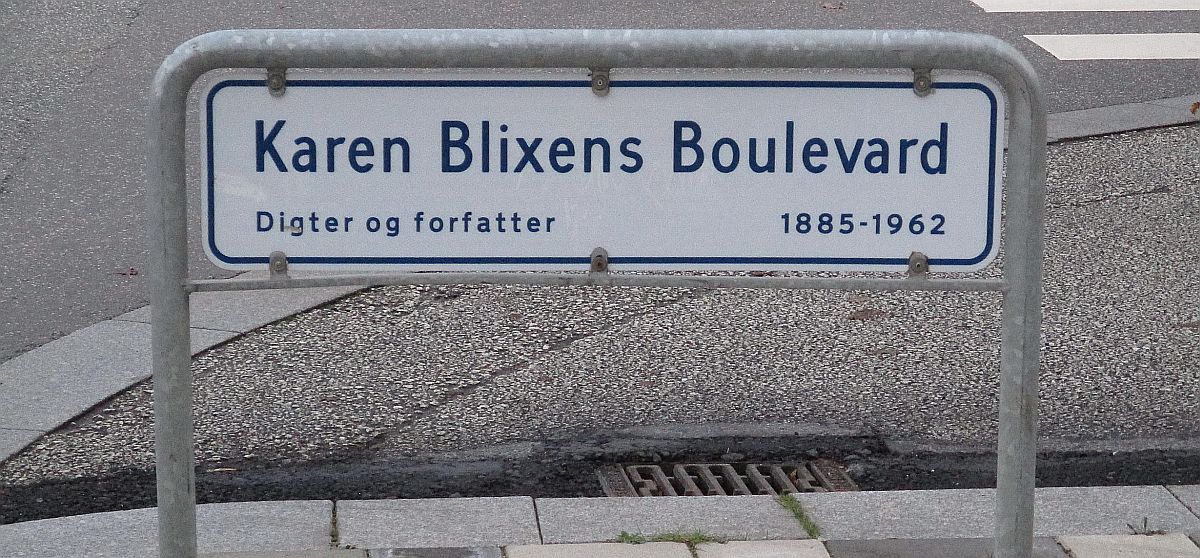 Karen Blixens Boulevard
Digter og forfatter 1885-1962